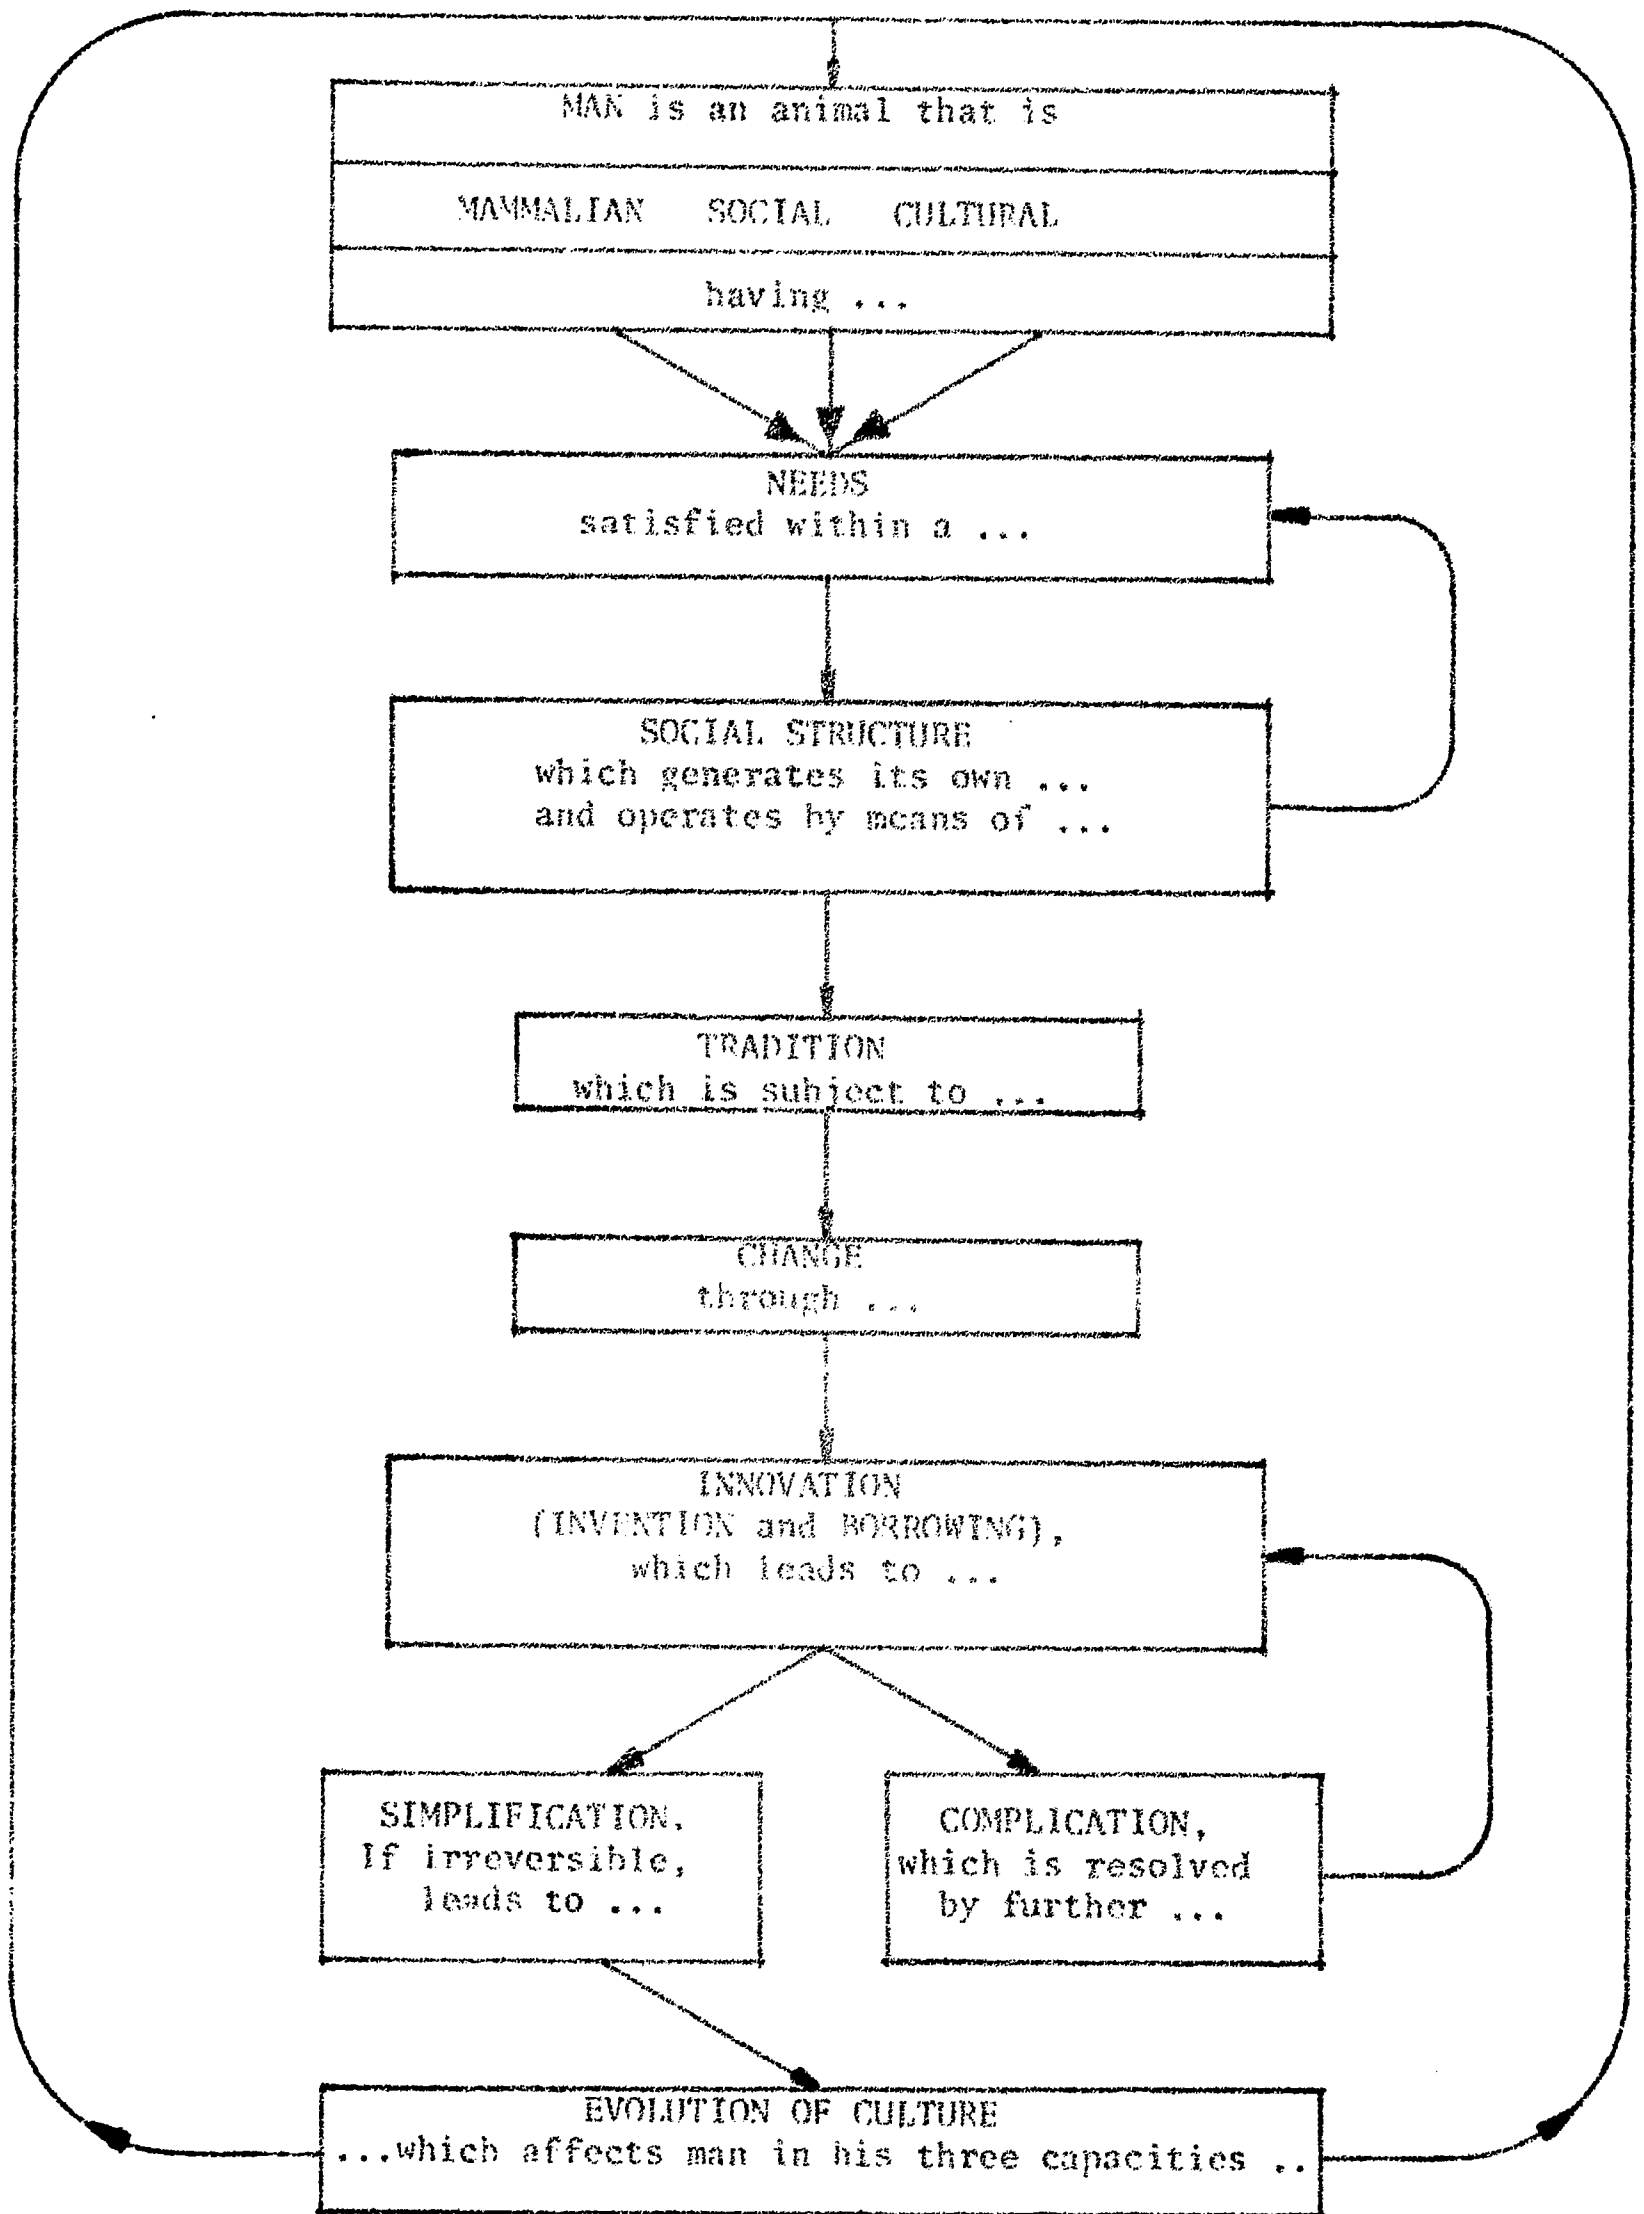 MAN is an animal that is
MAMMALIAN SOCIAL CULTURAL
having ...
NEEDS
satisfied within a ...
SOCIAL STRUCTURE
which generates its own ...
and operates by means of ...
TRADITION
which is subject to ...
CHANGE
through ...
INNOVATION
(INVENTION and BORROWING),
which leads to ...
SIMPLIFICATION.
If irreversible,
leads to ...
COMPLICATION,
which is resolved
by further ...
EVOLUTION OF CULTURE
...which affects man in his three capacities ..